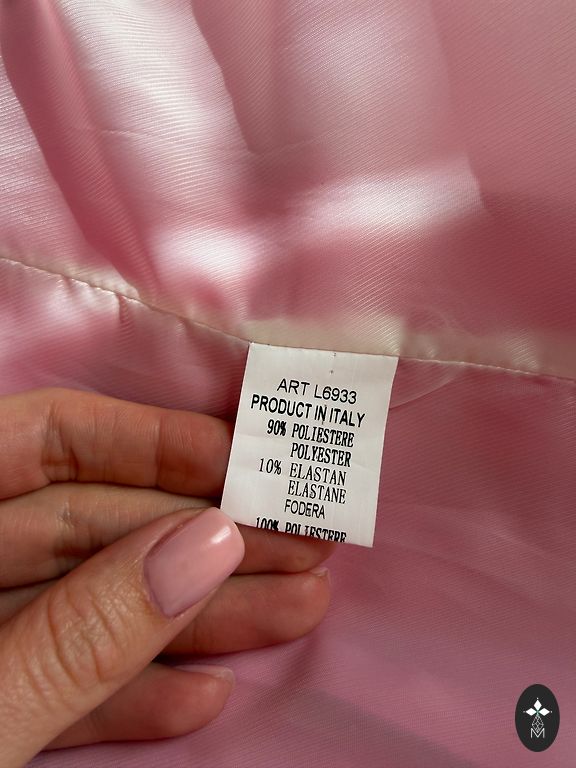 ART L6933
PRODUCT IN ITALY
90% POLIESTERE
POLYESTER
10% ELASTAN
ELASTANE
FODERA
100% POLIESTERE
M